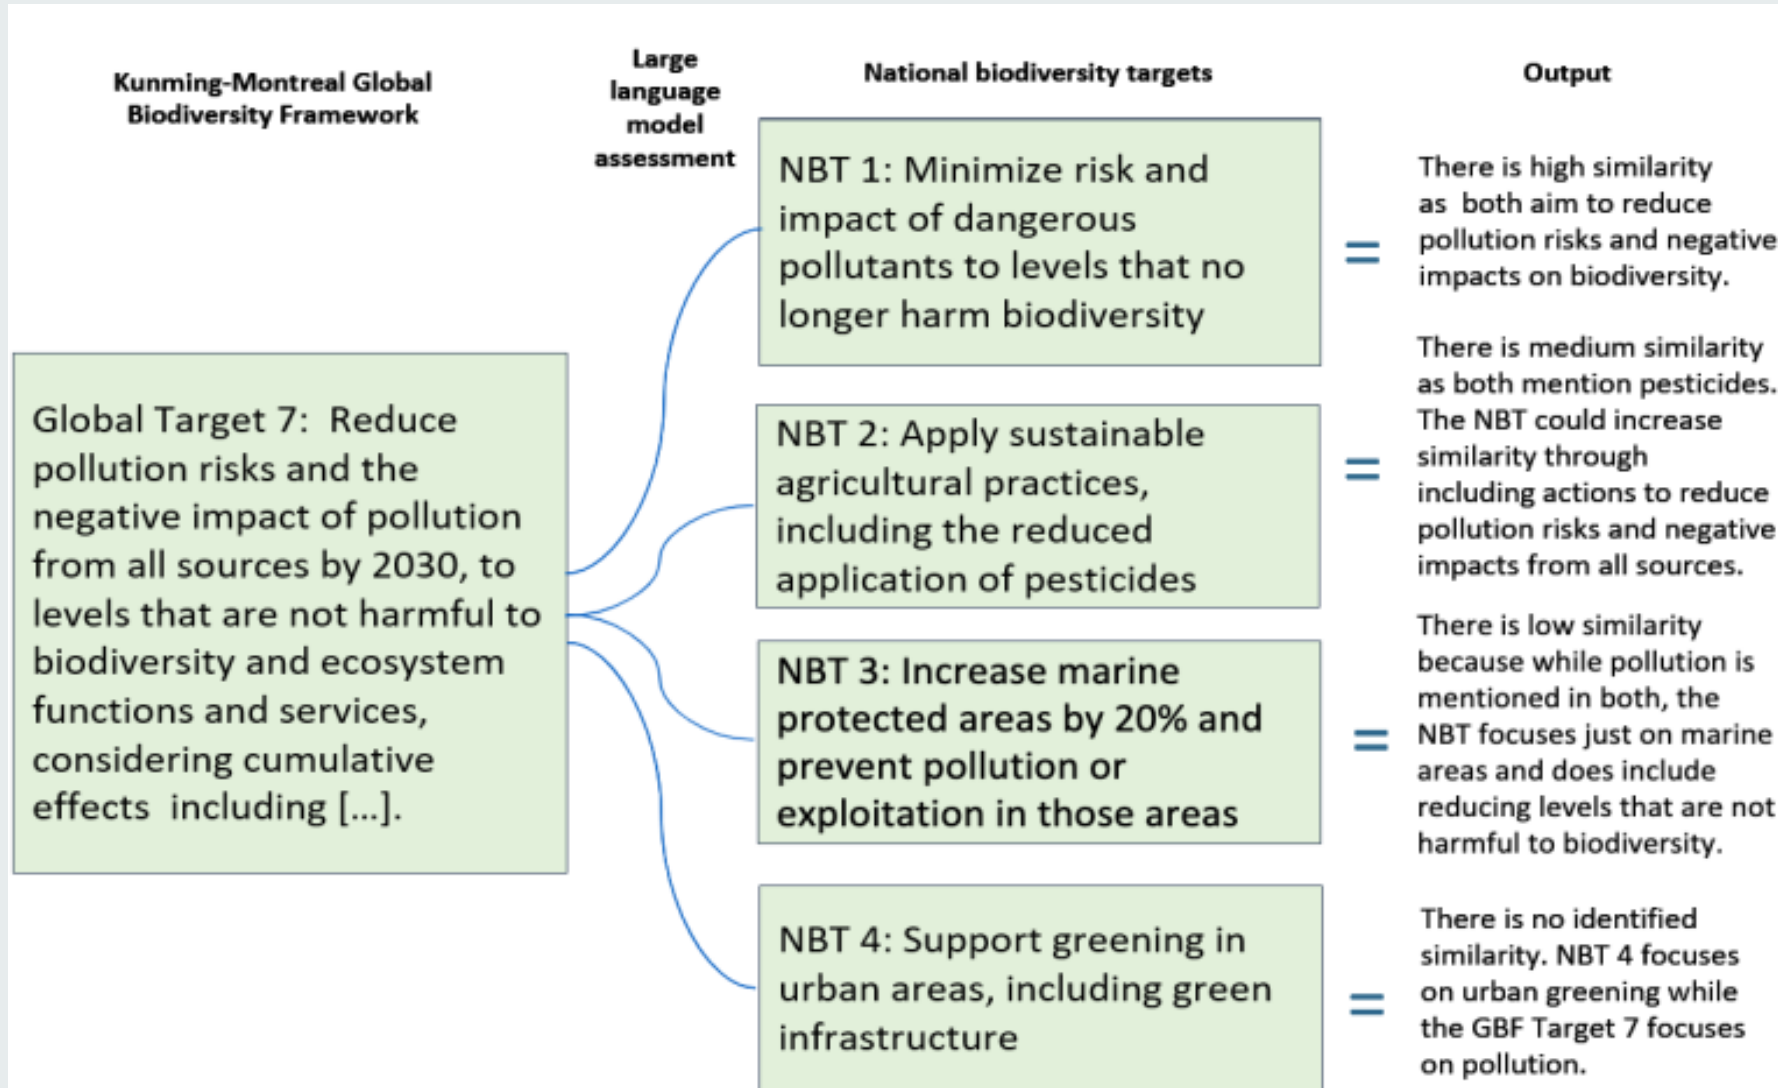 Kunming-Montreal Global
Biodiversity Framework
Large
language
model
assessment
National biodiversity targets
Output
Global Target 7:  Reduce
pollution risks and the
negative impact of pollution
from all sources by 2030, to
levels that are not harmful to
biodiversity and ecosystem
functions and services,
considering cumulative
effects  including [...].
NBT 1: Minimize risk and
impact of dangerous
pollutants to levels that no
longer harm biodiversity
=
There is high similarity
as  both aim to reduce
pollution risks and negative
impacts on biodiversity.
NBT 2: Apply sustainable
agricultural practices,
including the reduced
application of pesticides
=
There is medium similarity
as both mention pesticides.
The NBT could increase
similarity through
including actions to reduce
pollution risks and negative
impacts from all sources.
NBT 3: Increase marine
protected areas by 20% and
prevent pollution or
exploitation in those areas
=
There is low similarity
because while pollution is
mentioned in both, the
NBT focuses just on marine
areas and does include
reducing levels that are not
harmful to biodiversity.
NBT 4: Support greening in
urban areas, including green
infrastructure
=
There is no identified
similarity. NBT 4 focuses
on urban greening while
the GBF Target 7 focuses
on pollution.